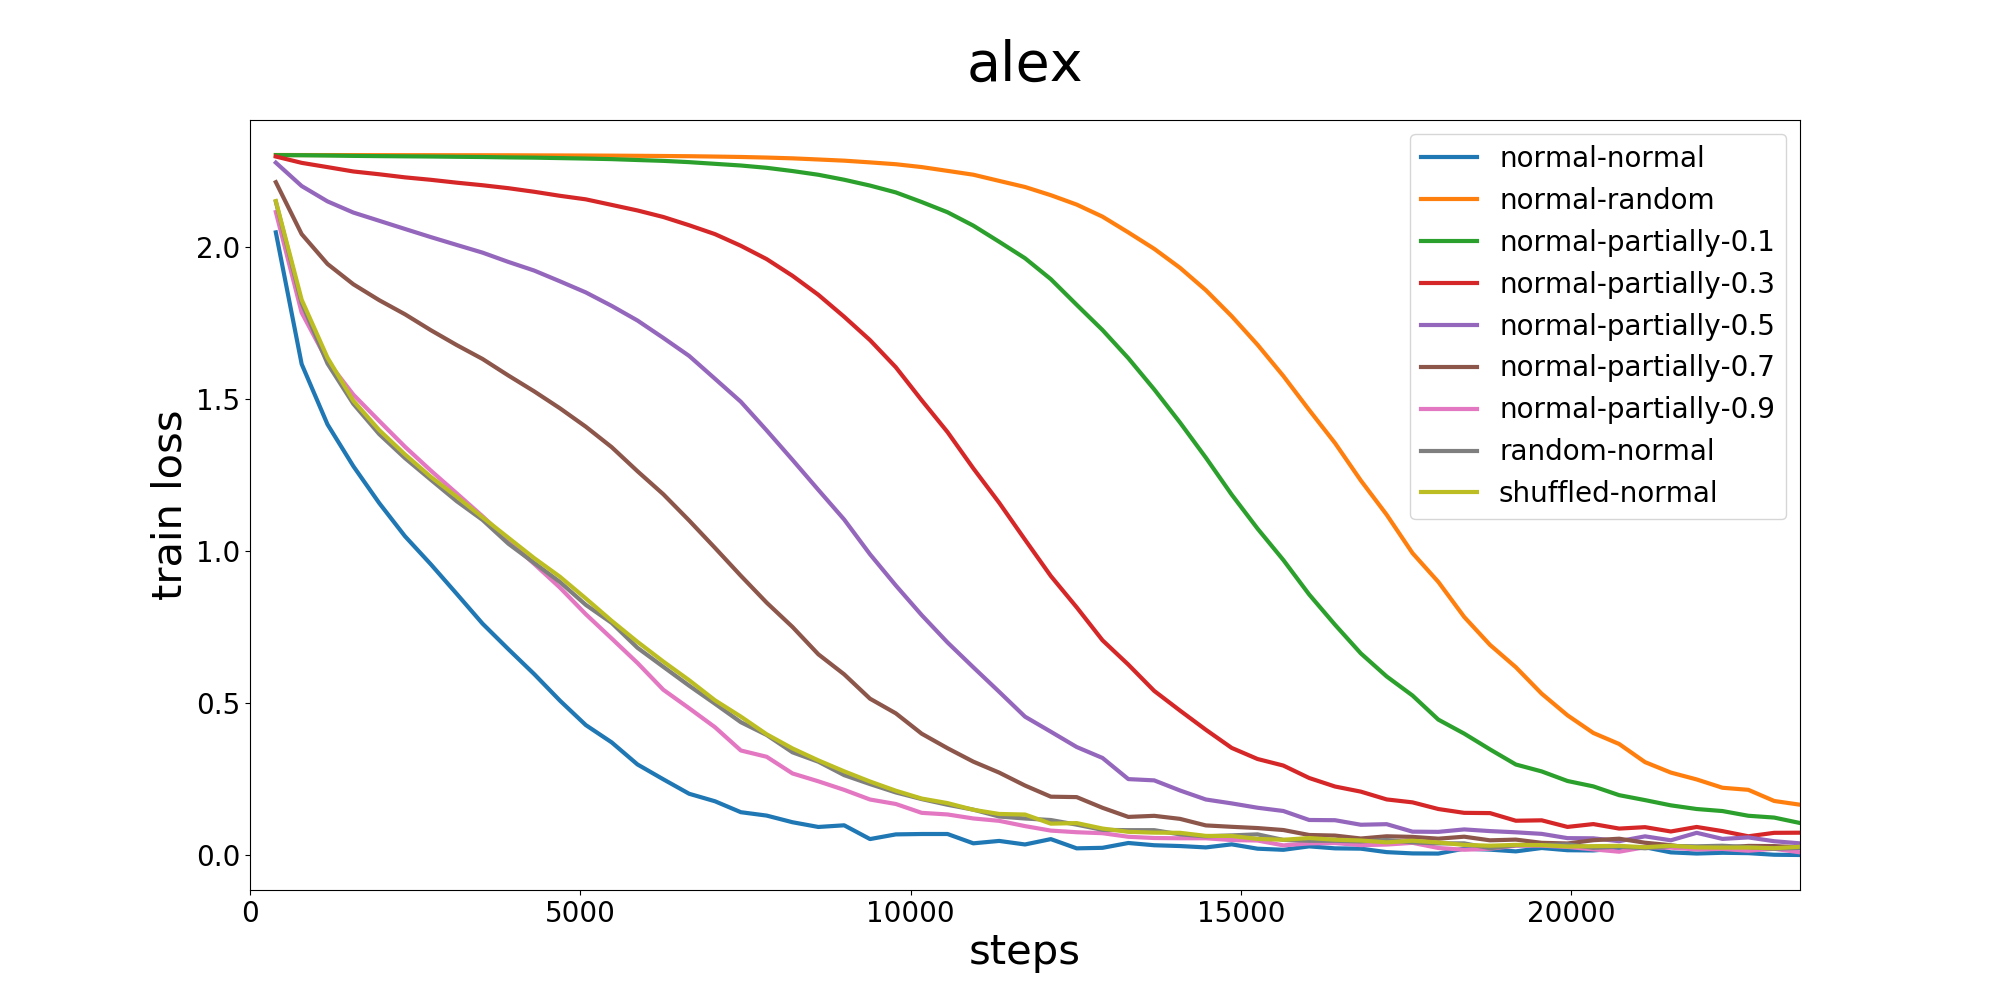 alex
train loss
2.0
1.5
1.0
0.5
0.0
0 5000 10000 15000 20000
steps
normal-normal
normal-random
normal-partially-0.1
normal-partially-0.3
normal-partially-0.5
normal-partially-0.7
normal-partially-0.9
random-normal
shuffled-normal